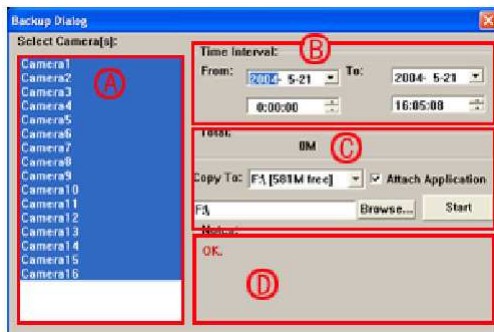 Backup Dialog
Select Camera[s]:
Camera1
Camera2
Camera3
Camera4
Camera5
Camera6
Camera7
Camera8
Camera9
Camera10
Camera11
Camera12
Camera13
Camera14
Camera15
Camera16
A
Time Interval:
B
From: 2004- 5-21 To: 2004- 5-21
0:00:00 16:05:08
Total:
0M
C
Copy To: F:\ [581M free] Attach Application
F:\ Browse... Start
Notes:
OK.
D